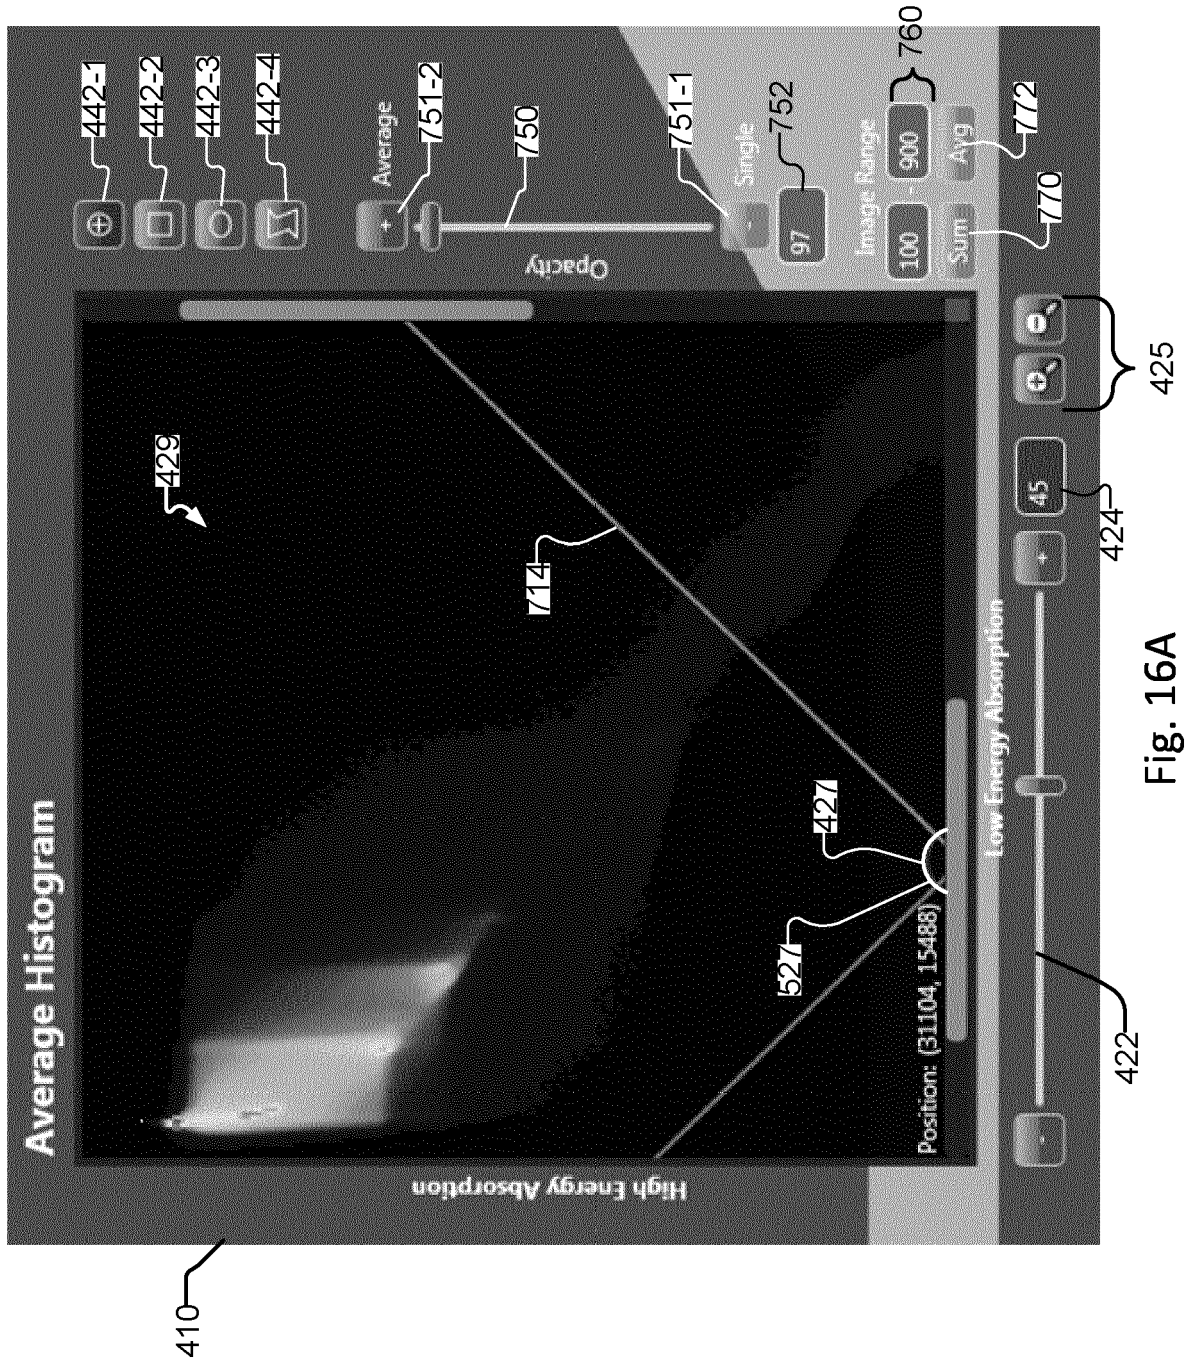 Average Histogram
442-1
442-2
442-3
442-4
Average
751-2
750
Opacity
751-1
Single
752
97
Image Range
760
100 - 900
Sum Avg
770
772
429
714
427
527
High Energy Absorption
Position: (31104, 15488)
Low Energy Absorption
- + 45
422
424
425
410
Fig. 16A